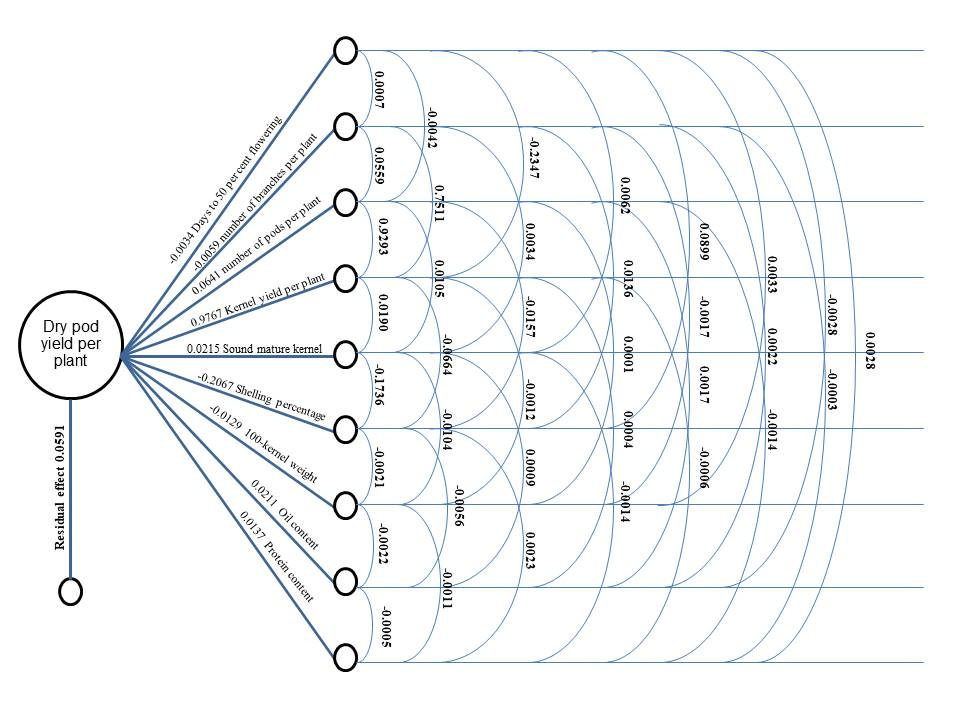 Dry pod
yield per
plant
Residual effect 0.0591
-0.0034 Days to 50 per cent flowering
-0.0059 number of branches per plant
0.0641 number of pods per plant
0.9767 Kernel yield per plant
0.0215 Sound mature kernel
-0.2067 Shelling percentage
-0.0129 100-kernel weight
0.0211 Oil content
0.0137 Protein content
0.0007
0.0559
0.9293
0.0190
-0.1736
-0.0021
-0.0022
-0.0005
-0.0042
0.7511
0.0105
-0.0664
-0.0104
-0.0056
-0.0011
-0.2347
0.0034
-0.0157
-0.0012
0.0009
0.0023
0.0062
0.0136
0.0001
0.0004
-0.0014
0.0899
-0.0017
0.0017
-0.0006
0.0033
0.0022
-0.0014
-0.0028
-0.0003
0.0028